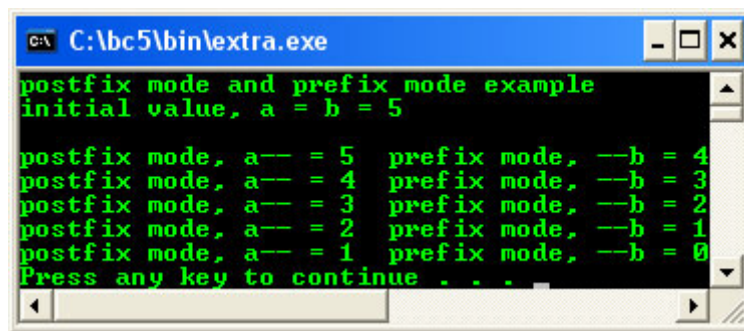 C:\bc5\bin\extra.exe
postfix mode and prefix mode example
initial value, a = b = 5
postfix mode, a-- = 5 prefix mode, --b = 4
postfix mode, a-- = 4 prefix mode, --b = 3
postfix mode, a-- = 3 prefix mode, --b = 2
postfix mode, a-- = 2 prefix mode, --b = 1
postfix mode, a-- = 1 prefix mode, --b = 0
Press any key to continue . . . _